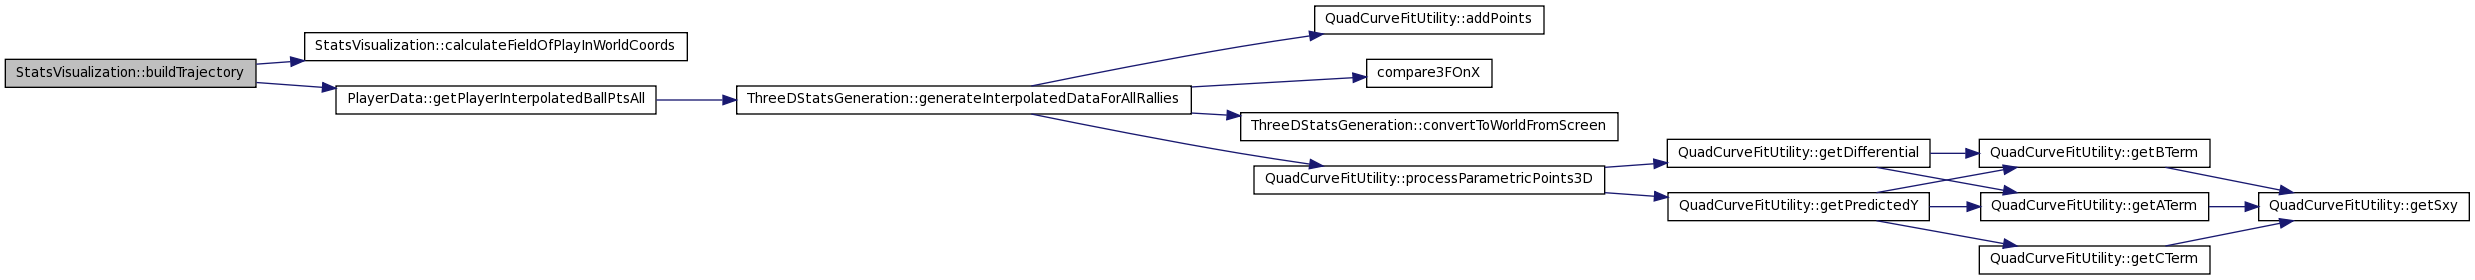 StatsVisualization::buildTrajectory
StatsVisualization::calculateFieldOfPlayInWorldCoords
PlayerData::getPlayerInterpolatedBallPtsAll
ThreeDStatsGeneration::generateInterpolatedDataForAllRallies
QuadCurveFitUtility::addPoints
compare3FOnX
ThreeDStatsGeneration::convertToWorldFromScreen
QuadCurveFitUtility::processParametricPoints3D
QuadCurveFitUtility::getDifferential
QuadCurveFitUtility::getPredictedY
QuadCurveFitUtility::getBTerm
QuadCurveFitUtility::getATerm
QuadCurveFitUtility::getCTerm
QuadCurveFitUtility::getSxy